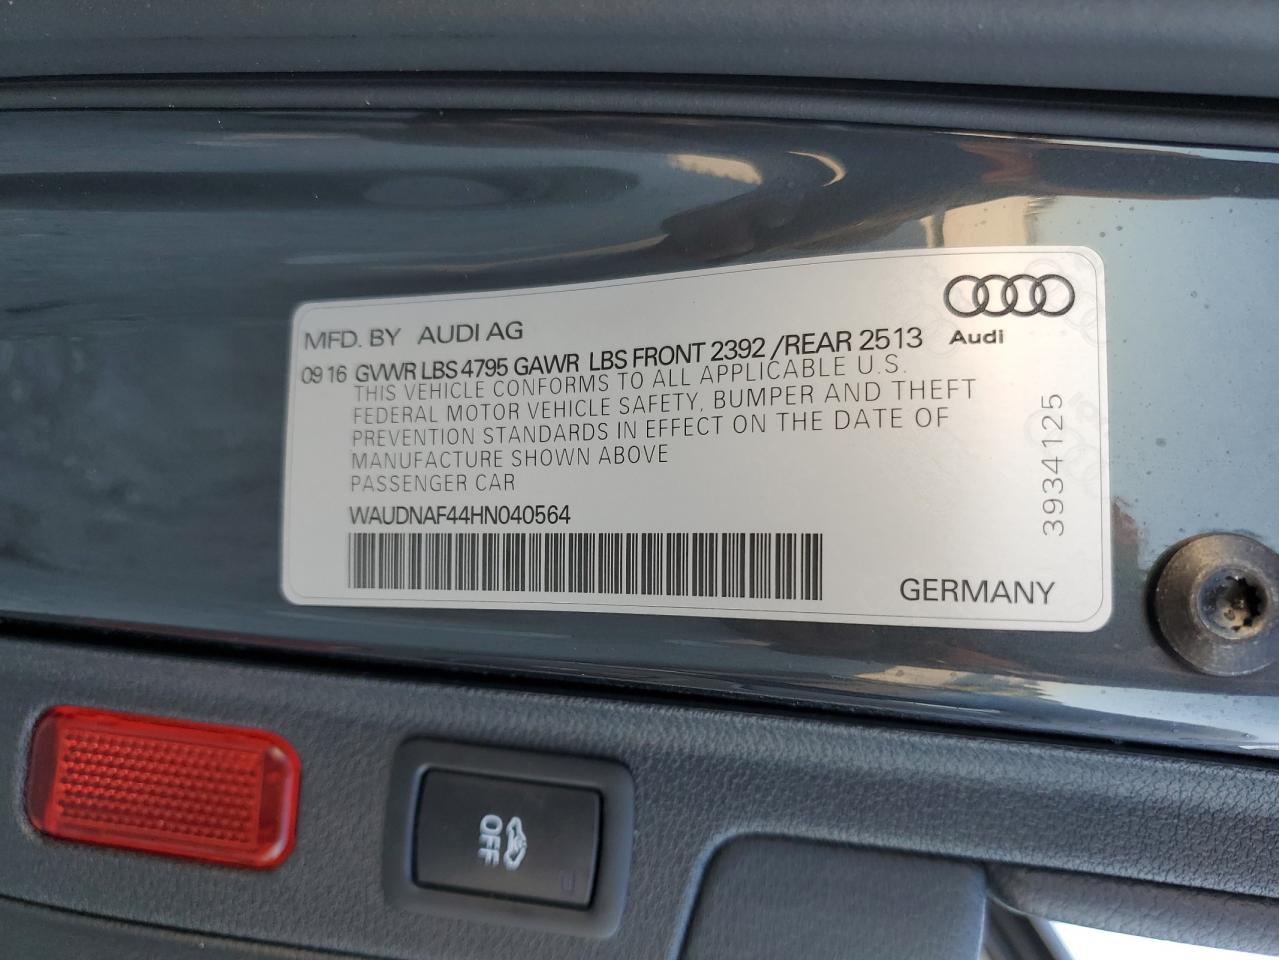 MFD. BY AUDI AG
Audi
09 16 GVWR LBS 4795 GAWR LBS FRONT 2392 / REAR 2513
THIS VEHICLE CONFORMS TO ALL APPLICABLE U.S.
FEDERAL MOTOR VEHICLE SAFETY, BUMPER AND THEFT
PREVENTION STANDARDS IN EFFECT ON THE DATE OF
MANUFACTURE SHOWN ABOVE
PASSENGER CAR
WAUDNAF44HN040564
3934125
GERMANY
OFF